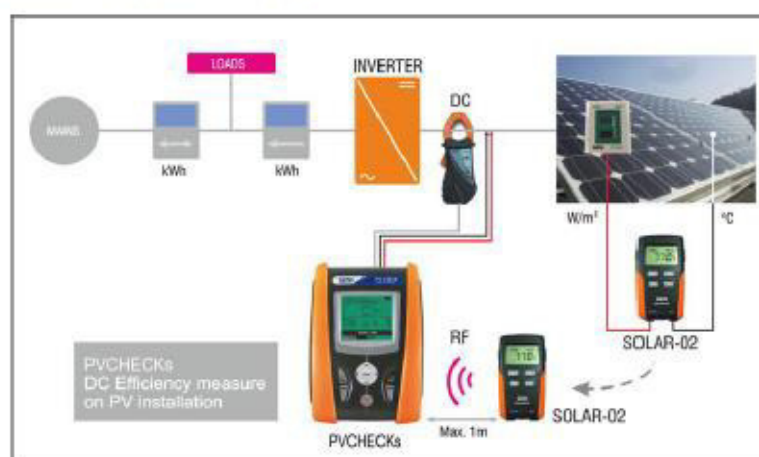 LOADS
INVERTER
DC
MAINS
kWh
kWh
W/m²
ºC
SOLAR-02
RF
PVCHECKs
DC Efficiency measure
on PV installation
Max. 1m
SOLAR-02
PVCHECKs